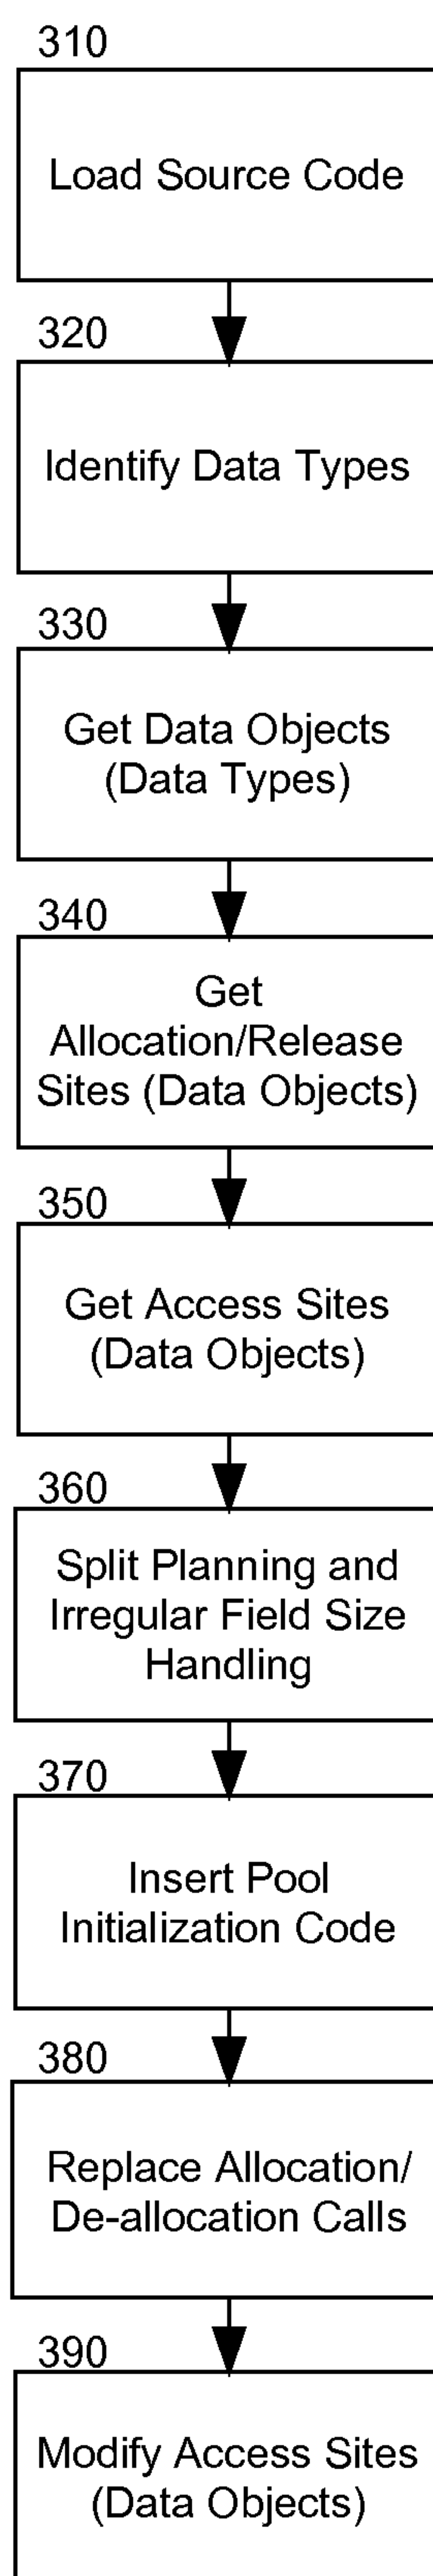 310
Load Source Code
320
Identify Data Types
330
Get Data Objects
(Data Types)
340
Get
Allocation/Release
Sites (Data Objects)
350
Get Access Sites
(Data Objects)
360
Split Planning and
Irregular Field Size
Handling
370
Insert Pool
Initialization Code
380
Replace Allocation/
De-allocation Calls
390
Modify Access Sites
(Data Objects)